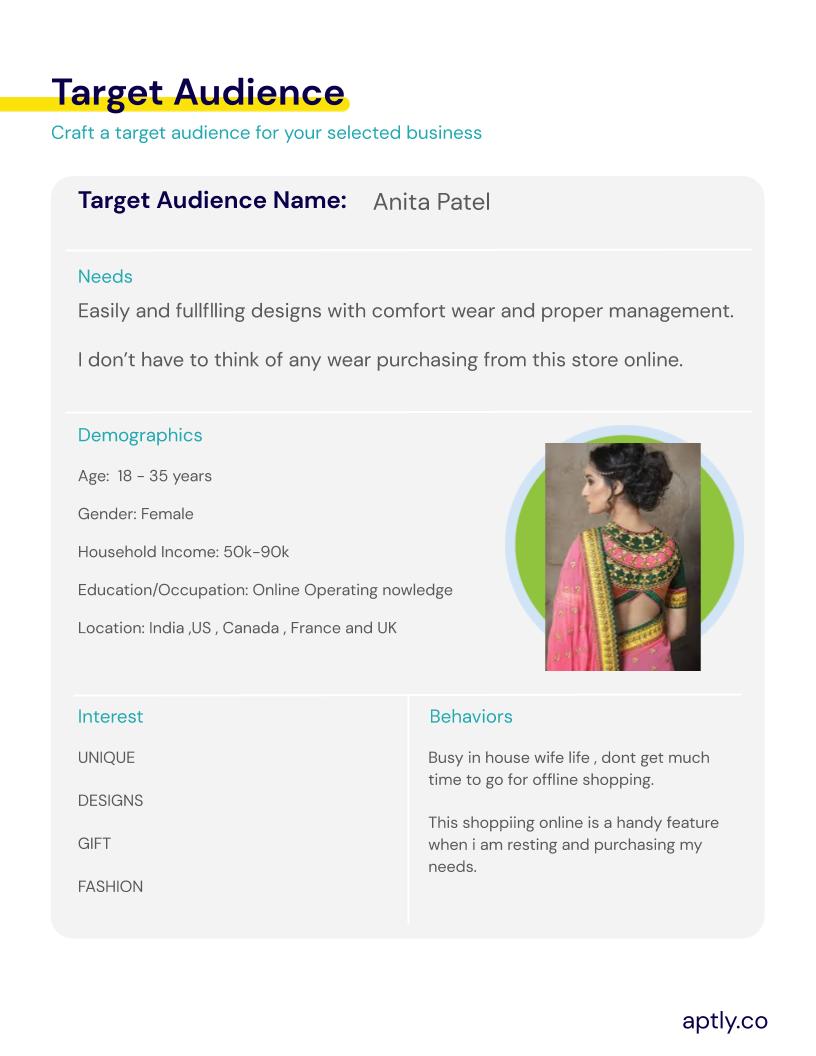 Target Audience
Craft a target audience for your selected business
Target Audience Name: Anita Patel
Needs
Easily and fullflling designs with comfort wear and proper management.
I don’t have to think of any wear purchasing from this store online.
Demographics
Age: 18 - 35 years
Gender: Female
Household Income: 50k-90k
Education/Occupation: Online Operating nowledge
Location: India ,US , Canada , France and UK
Interest
UNIQUE
DESIGNS
GIFT
FASHION
Behaviors
Busy in house wife life , dont get much
time to go for offline shopping.
This shoppiing online is a handy feature
when i am resting and purchasing my
needs.
aptly.co